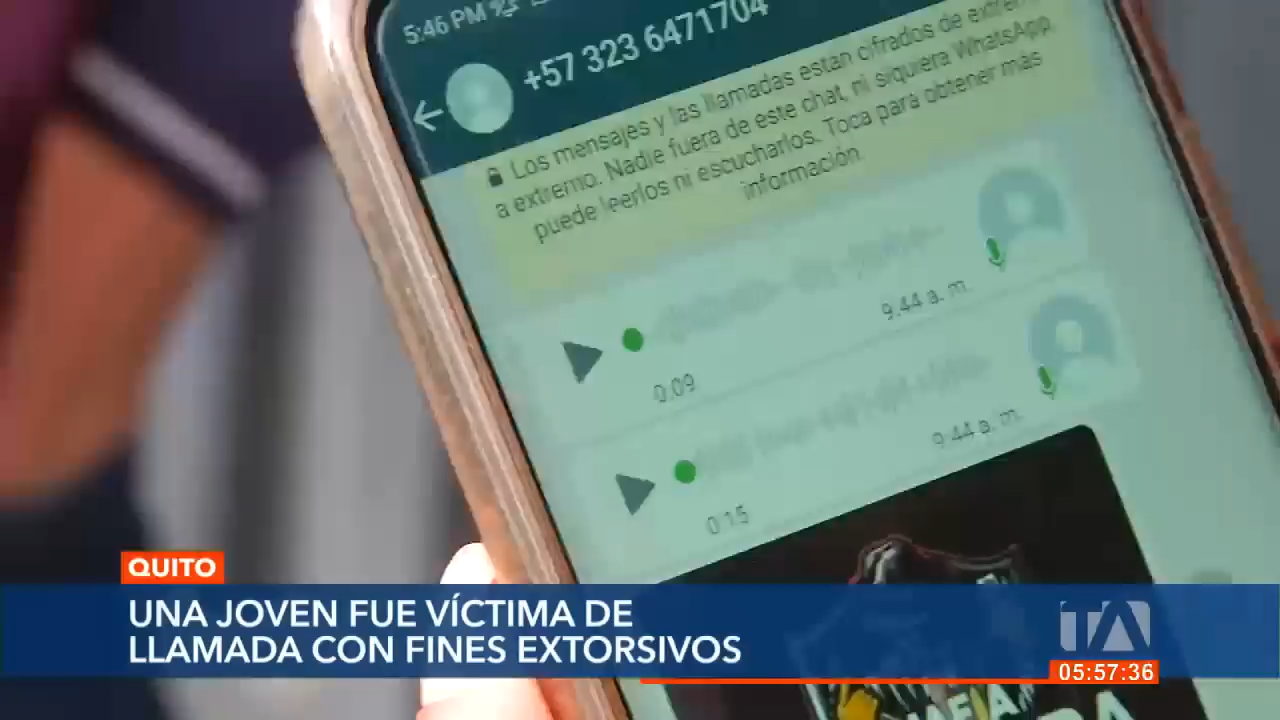 5:46 PM
+57 323 6471704
Los mensajes y las llamadas están cifrados de extremo
a extremo. Nadie fuera de este chat, ni siquiera WhatsApp,
puede leerlos ni escucharlos. Toca para obtener más
información.
9:44 a. m.
0:09
9:44 a. m.
0:15
QUITO
UNA JOVEN FUE VÍCTIMA DE
LLAMADA CON FINES EXTORSIVOS
TA
05:57:36